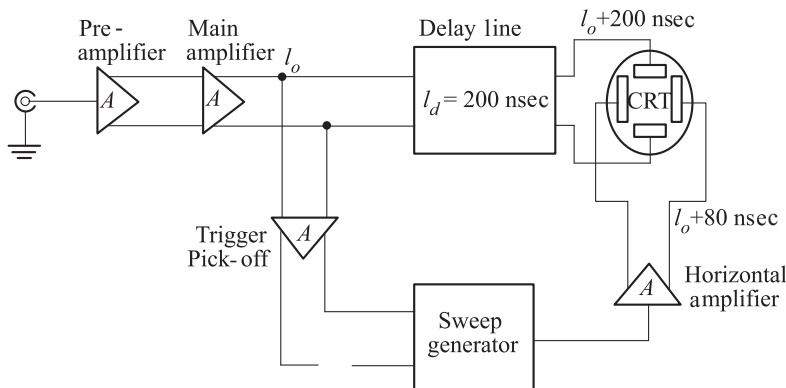 Pre-
amplifier
Main
amplifier
l_o
Delay line
l_o+200 nsec
A
A
l_d = 200 nsec
CRT
Trigger
Pick-off
A
l_o+80 nsec
Horizontal
amplifier
A
Sweep
generator